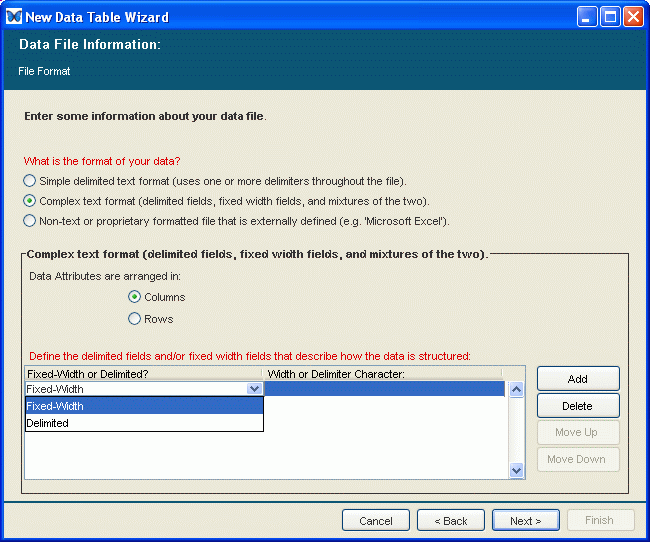 New Data Table Wizard
Data File Information:
File Format
Enter some information about your data file.
What is the format of your data?
Simple delimited text format (uses one or more delimiters throughout the file).
Complex text format (delimited fields, fixed width fields, and mixtures of the two).
Non-text or proprietary formatted file that is externally defined (e.g. 'Microsoft Excel').
Complex text format (delimited fields, fixed width fields, and mixtures of the two).
Data Attributes are arranged in:
Columns
Rows
Define the delimited fields and/or fixed width fields that describe how the data is structured:
Fixed-Width or Delimited? Width or Delimiter Character:
Fixed-Width
Fixed-Width
Delimited
Add
Delete
Move Up
Move Down
Cancel < Back Next > Finish